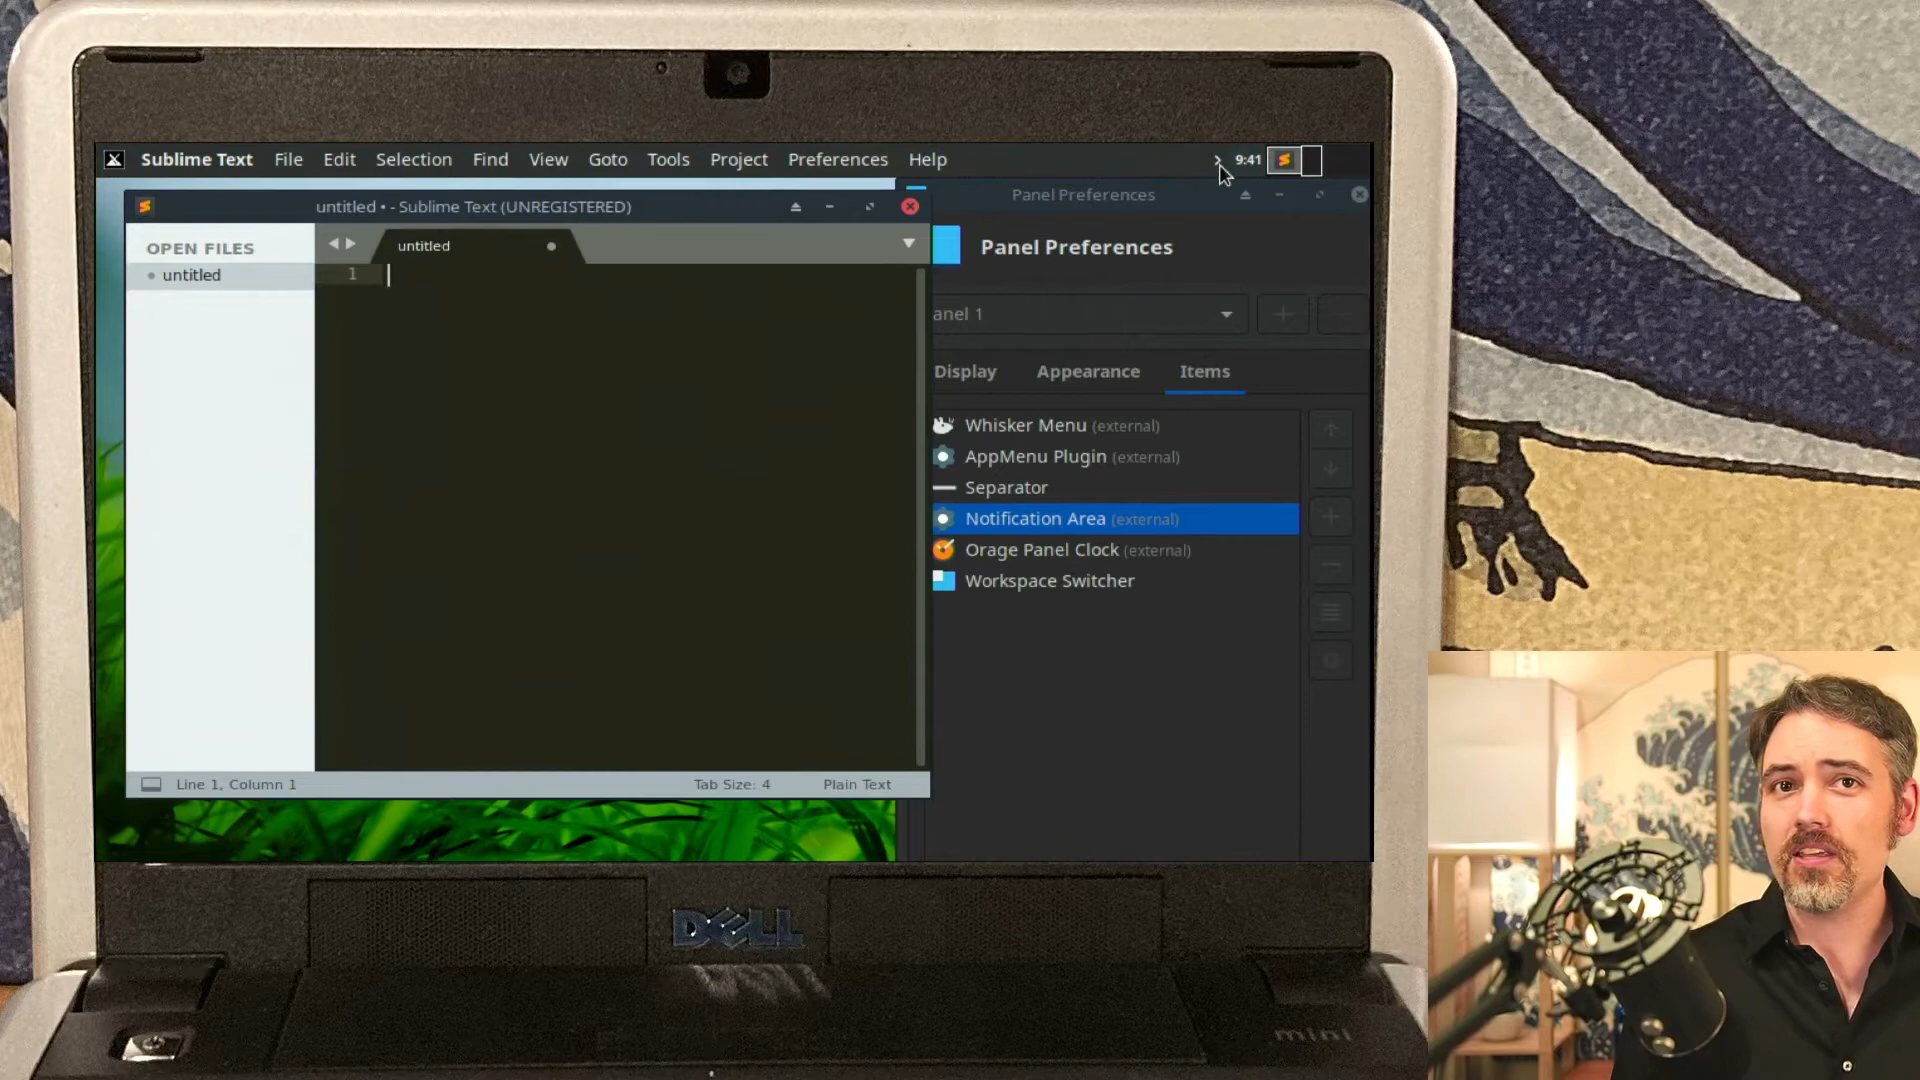 Sublime Text File Edit Selection Find View Goto Tools Project Preferences Help 9:41
untitled • - Sublime Text (UNREGISTERED)
OPEN FILES
untitled
untitled
1
Line 1, Column 1 Tab Size: 4 Plain Text
Panel Preferences
Panel Preferences
anel 1
Display Appearance Items
Whisker Menu (external)
AppMenu Plugin (external)
Separator
Notification Area (external)
Orage Panel Clock (external)
Workspace Switcher
DELL
mini